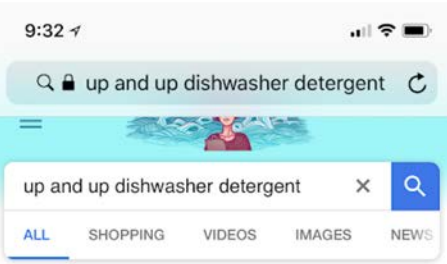 9:32
up and up dishwasher detergent
up and up dishwasher detergent
ALL SHOPPING VIDEOS IMAGES NEWS